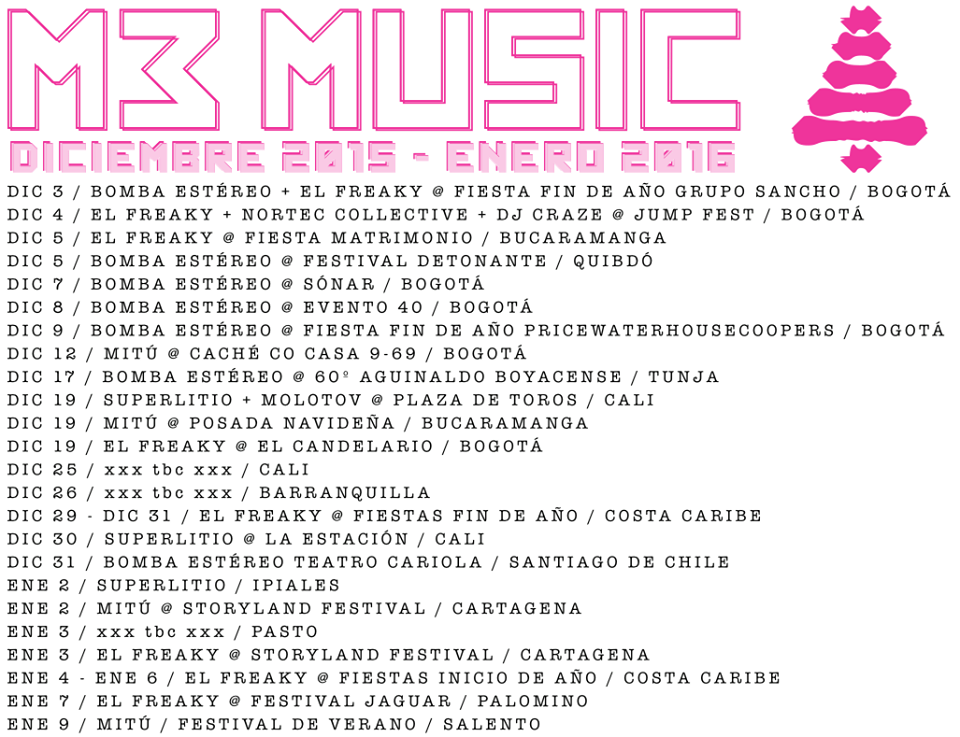 M3 MUSIC
DICIEMBRE 2015 - ENERO 2016
DIC 3 / BOMBA ESTÉREO + EL FREAKY @ FIESTA FIN DE AÑO GRUPO SANCHO / BOGOTÁ
DIC 4 / EL FREAKY + NORTEC COLLECTIVE + DJ CRAZE @ JUMP FEST / BOGOTÁ
DIC 5 / EL FREAKY @ FIESTA MATRIMONIO / BUCARAMANGA
DIC 5 / BOMBA ESTÉREO @ FESTIVAL DETONANTE / QUIBDÓ
DIC 7 / BOMBA ESTÉREO @ SÓNAR / BOGOTÁ
DIC 8 / BOMBA ESTÉREO @ EVENTO 40 / BOGOTÁ
DIC 9 / BOMBA ESTÉREO @ FIESTA FIN DE AÑO PRICEWATERHOUSECOOPERS / BOGOTÁ
DIC 12 / MITÚ @ CACHÉ CO CASA 9-69 / BOGOTÁ
DIC 17 / BOMBA ESTÉREO @ 60º AGUINALDO BOYACENSE / TUNJA
DIC 19 / SUPERLITIO + MOLOTOV @ PLAZA DE TOROS / CALI
DIC 19 / MITÚ @ POSADA NAVIDEÑA / BUCARAMANGA
DIC 19 / EL FREAKY @ EL CANDELARIO / BOGOTÁ
DIC 25 / xxx tbc xxx / CALI
DIC 26 / xxx tbc xxx / BARRANQUILLA
DIC 29 - DIC 31 / EL FREAKY @ FIESTAS FIN DE AÑO / COSTA CARIBE
DIC 30 / SUPERLITIO @ LA ESTACIÓN / CALI
DIC 31 / BOMBA ESTÉREO TEATRO CARIOLA / SANTIAGO DE CHILE
ENE 2 / SUPERLITIO / IPIALES
ENE 2 / MITÚ @ STORYLAND FESTIVAL / CARTAGENA
ENE 3 / xxx tbc xxx / PASTO
ENE 3 / EL FREAKY @ STORYLAND FESTIVAL / CARTAGENA
ENE 4 - ENE 6 / EL FREAKY @ FIESTAS INICIO DE AÑO / COSTA CARIBE
ENE 7 / EL FREAKY @ FESTIVAL JAGUAR / PALOMINO
ENE 9 / MITÚ / FESTIVAL DE VERANO / SALENTO